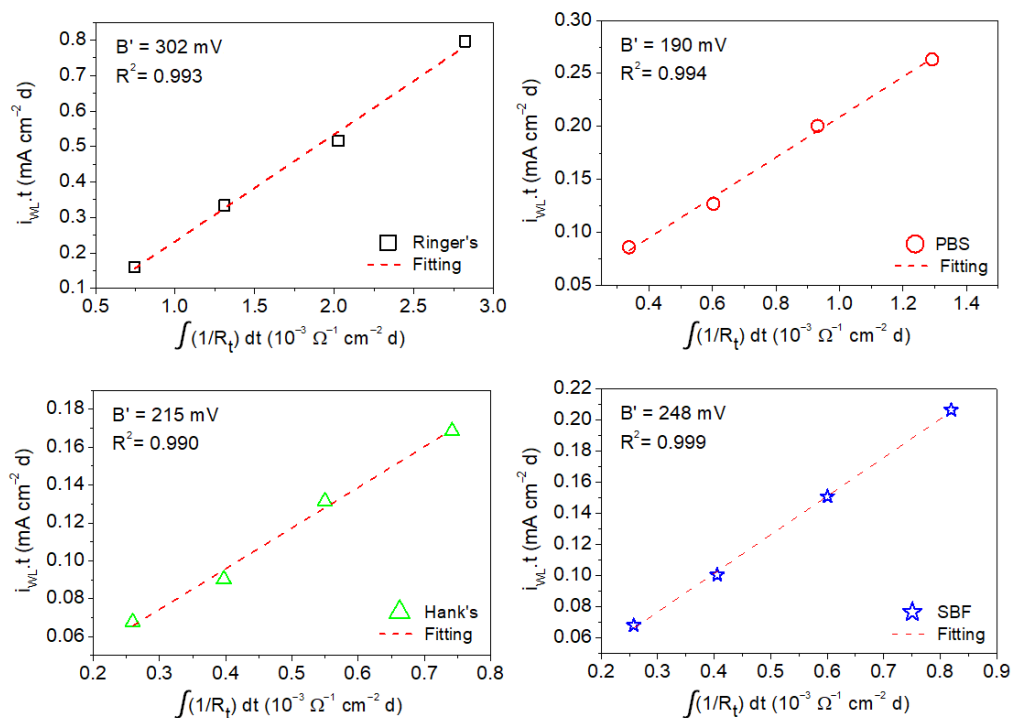 B' = 302 mV
R²= 0.993
0.8
0.7
0.6
0.5
0.4
0.3
0.2
0.1
i_WL.t (mA cm⁻² d)
Ringer's
Fitting
0.5 1.0 1.5 2.0 2.5 3.0
∫(1/R_t) dt (10⁻³ Ω⁻¹ cm⁻² d)
B' = 190 mV
R²= 0.994
0.30
0.25
0.20
0.15
0.10
0.05
i_WL.t (mA cm⁻² d)
PBS
Fitting
0.4 0.6 0.8 1.0 1.2 1.4
∫(1/R_t) dt (10⁻³ Ω⁻¹ cm⁻² d)
B' = 215 mV
R²= 0.990
0.18
0.16
0.14
0.12
0.10
0.08
0.06
i_WL.t (mA cm⁻² d)
Hank's
Fitting
0.2 0.3 0.4 0.5 0.6 0.7 0.8
∫(1/R_t) dt (10⁻³ Ω⁻¹ cm⁻² d)
B' = 248 mV
R²= 0.999
0.22
0.20
0.18
0.16
0.14
0.12
0.10
0.08
0.06
i_WL.t (mA cm⁻² d)
SBF
Fitting
0.2 0.3 0.4 0.5 0.6 0.7 0.8 0.9
∫(1/R_t) dt (10⁻³ Ω⁻¹ cm⁻² d)